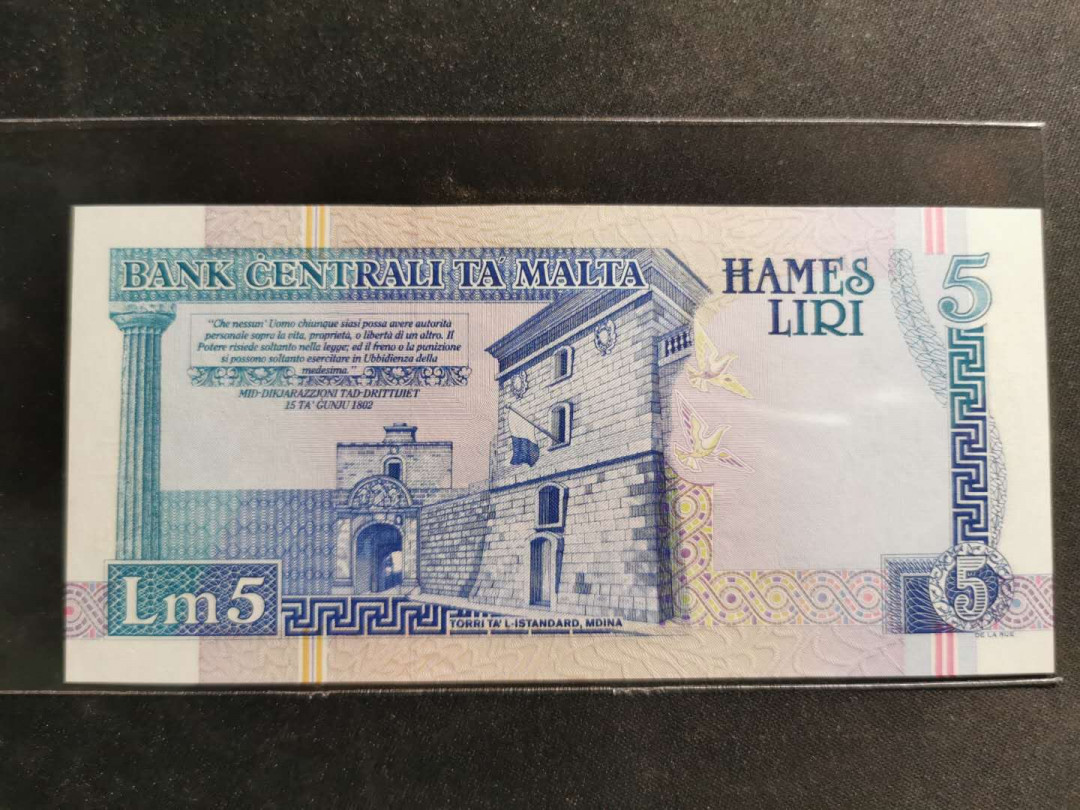 BANK ĊENTRALI TA' MALTA
ĦAMES
LIRI
5
"Che nessun' Uomo chiunque siasi possa avere autorità
personale sopra la vita, proprietà, o libertà di un altro. Il
Potere risiede soltanto nella legge; ed il freno o la punizione
si possono soltanto esercitare in Ubbidienza della
medesima."
MID-DIKJARAZZJONI TAD-DRITTIJIET
15 TA' ĠUNJU 1802
Lm5
TORRI TA' L-ISTANDARD, MDINA
5
DE LA RUE